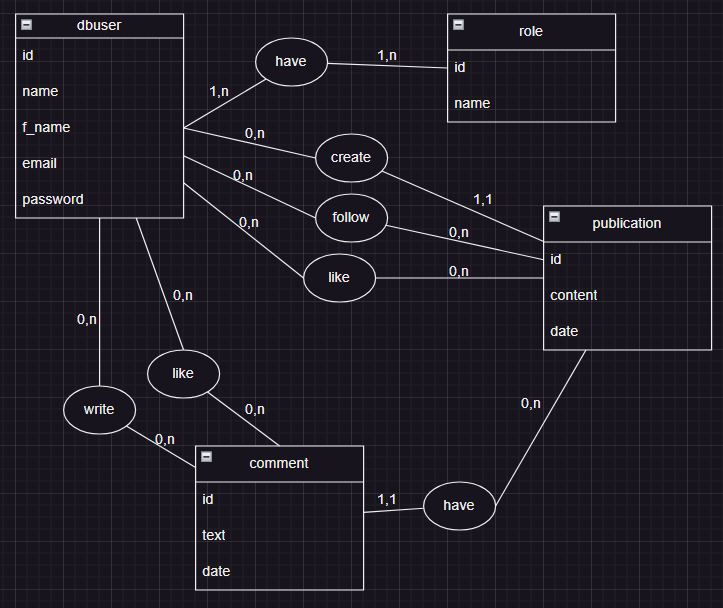 dbuser
id
name
f_name
email
password
have
1,n
1,n
role
id
name
0,n
create
1,1
0,n
follow
0,n
0,n
like
0,n
publication
id
content
date
0,n
write
0,n
0,n
like
0,n
comment
id
text
date
1,1
have
0,n